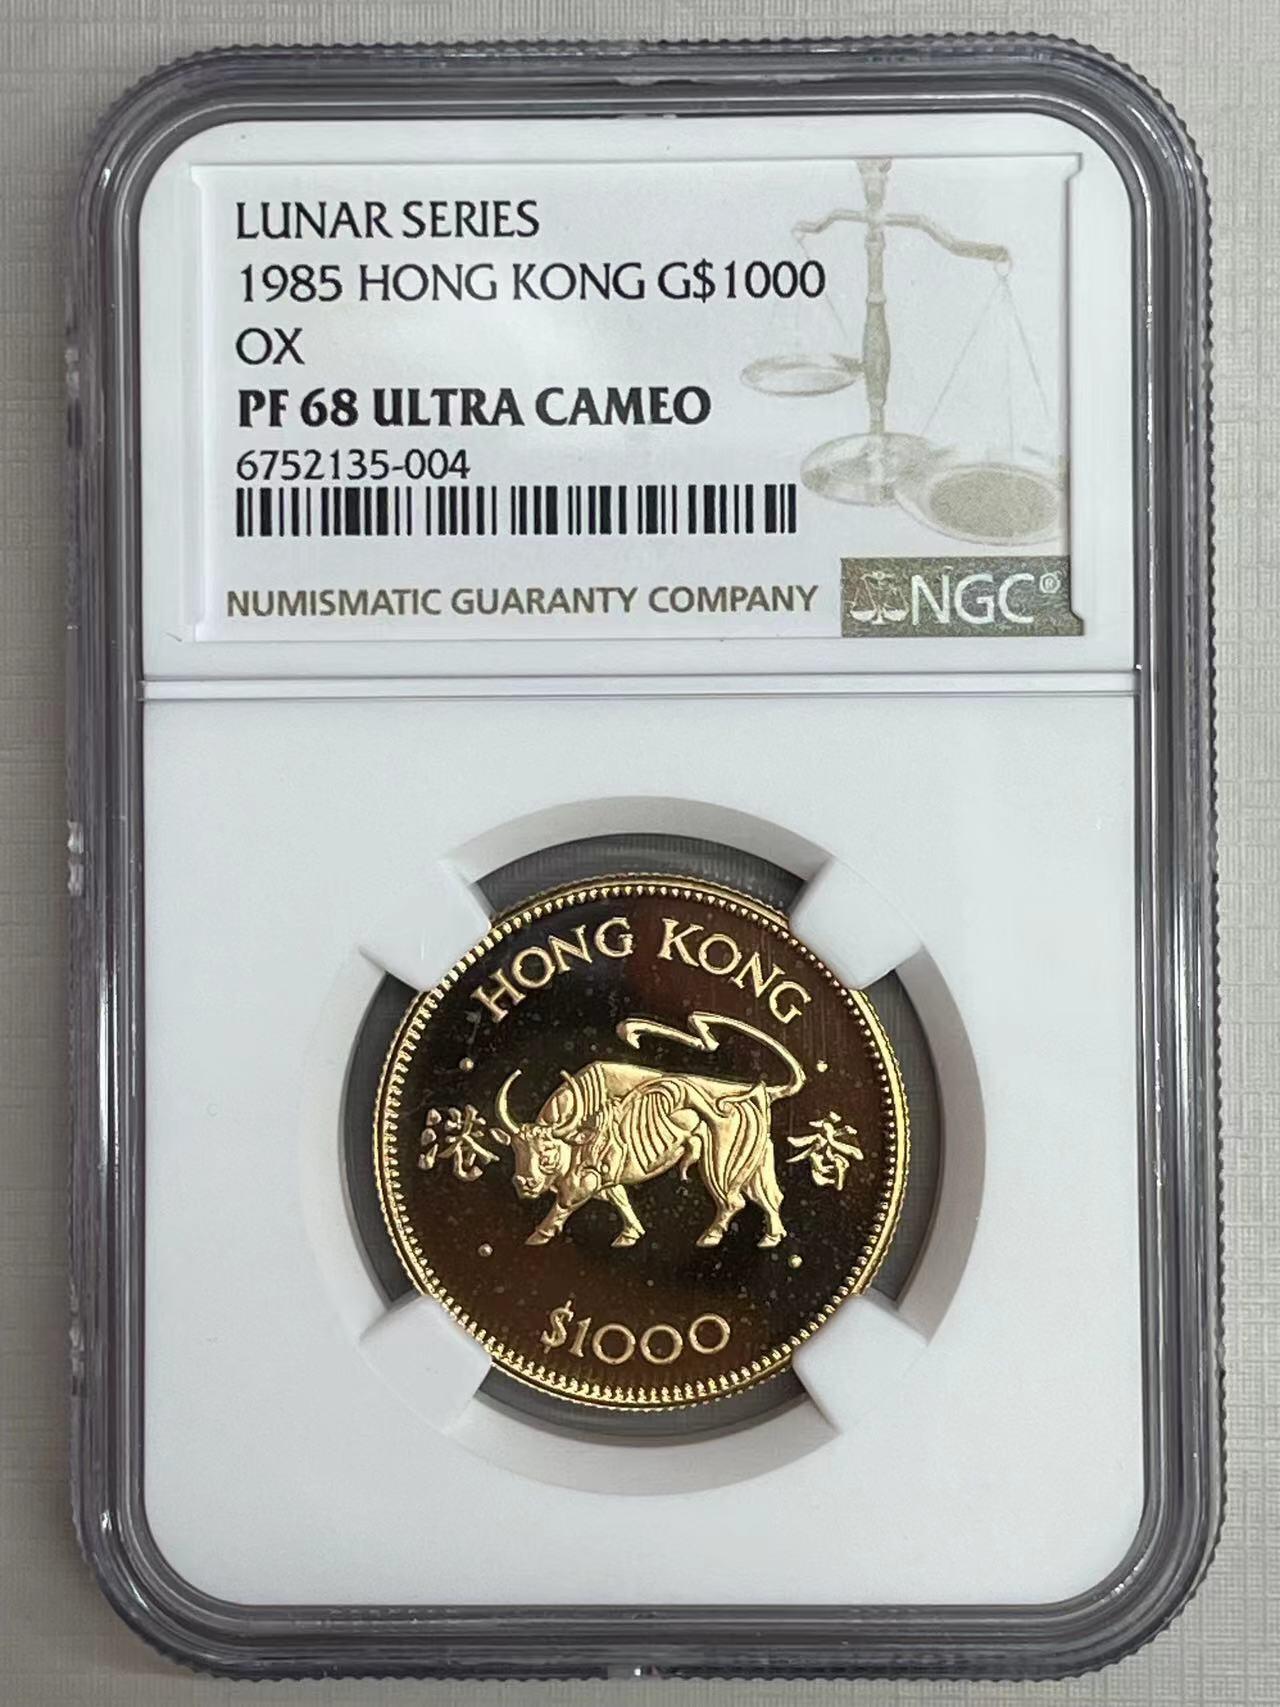 LUNAR SERIES
1985 HONG KONG G$1000
OX
PF 68 ULTRA CAMEO
6752135-004
NUMISMATIC GUARANTY COMPANY
NGC®
HONG KONG
港 香
$1000